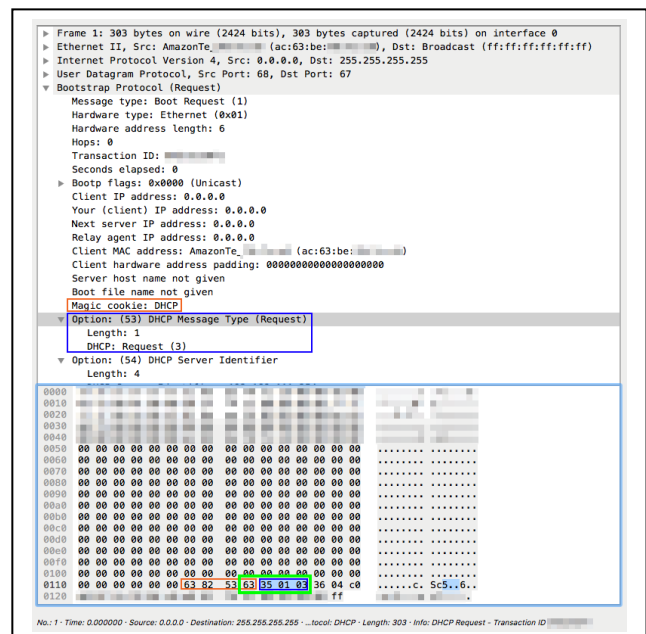 Frame 1: 303 bytes on wire (2424 bits), 303 bytes captured (2424 bits) on interface 0
Ethernet II, Src: AmazonTe_ (ac:63:be: ), Dst: Broadcast (ff:ff:ff:ff:ff:ff)
Internet Protocol Version 4, Src: 0.0.0.0, Dst: 255.255.255.255
User Datagram Protocol, Src Port: 68, Dst Port: 67
Bootstrap Protocol (Request)
Message type: Boot Request (1)
Hardware type: Ethernet (0x01)
Hardware address length: 6
Hops: 0
Transaction ID:
Seconds elapsed: 0
Bootp flags: 0x0000 (Unicast)
Client IP address: 0.0.0.0
Your (client) IP address: 0.0.0.0
Next server IP address: 0.0.0.0
Relay agent IP address: 0.0.0.0
Client MAC address: AmazonTe_ (ac:63:be: )
Client hardware address padding: 00000000000000000000
Server host name not given
Boot file name not given
Magic cookie: DHCP
Option: (53) DHCP Message Type (Request)
Length: 1
DHCP: Request (3)
Option: (54) DHCP Server Identifier
Length: 4
0000
0010
0020
0030
0040
0050 00 00 00 00 00 00 00 00 00 00 00 00 00 00 00 00 ........ ........
0060 00 00 00 00 00 00 00 00 00 00 00 00 00 00 00 00 ........ ........
0070 00 00 00 00 00 00 00 00 00 00 00 00 00 00 00 00 ........ ........
0080 00 00 00 00 00 00 00 00 00 00 00 00 00 00 00 00 ........ ........
0090 00 00 00 00 00 00 00 00 00 00 00 00 00 00 00 00 ........ ........
00a0 00 00 00 00 00 00 00 00 00 00 00 00 00 00 00 00 ........ ........
00b0 00 00 00 00 00 00 00 00 00 00 00 00 00 00 00 00 ........ ........
00c0 00 00 00 00 00 00 00 00 00 00 00 00 00 00 00 00 ........ ........
00d0 00 00 00 00 00 00 00 00 00 00 00 00 00 00 00 00 ........ ........
00e0 00 00 00 00 00 00 00 00 00 00 00 00 00 00 00 00 ........ ........
00f0 00 00 00 00 00 00 00 00 00 00 00 00 00 00 00 00 ........ ........
0100 00 00 00 00 00 00 00 00 00 00 00 00 00 00 00 00 ........ ........
0110 00 00 00 00 00 00 63 82 53 63 35 01 03 36 04 c0 ......c. Sc5..6..
0120 ff .
No.: 1 · Time: 0.000000 · Source: 0.0.0.0 · Destination: 255.255.255.255 · ...tocol: DHCP · Length: 303 · Info: DHCP Request - Transaction ID